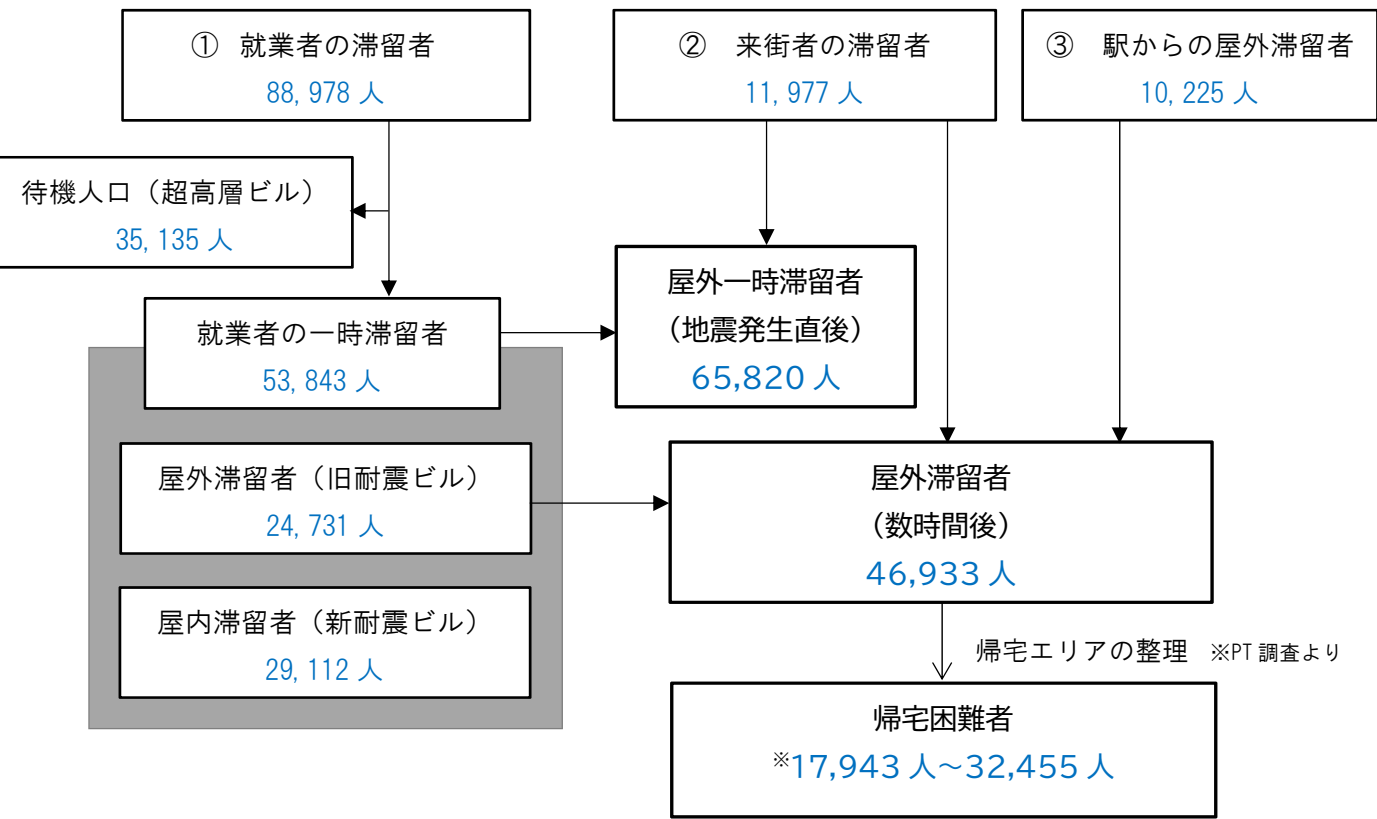 ① 就業者の滞留者
88,978 人
② 来街者の滞留者
11,977 人
③ 駅からの屋外滞留者
10,225 人
待機人口（超高層ビル）
35,135 人
就業者の一時滞留者
53,843 人
屋外一時滞留者
（地震発生直後）
65,820 人
屋外滞留者（旧耐震ビル）
24,731 人
屋外滞留者
（数時間後）
46,933 人
屋内滞留者（新耐震ビル）
29,112 人
帰宅エリアの整理 ※PT 調査より
帰宅困難者
※17,943 人～32,455 人